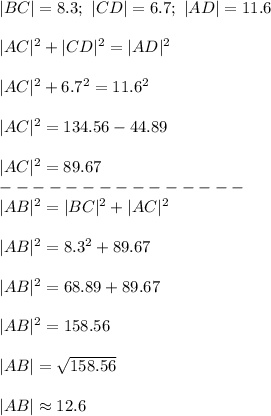 |BC| = 8.3; |CD| = 6.7; |AD| = 11.6
|AC|² + |CD|² = |AD|²
|AC|² + 6.7² = 11.6²
|AC|² = 134.56 − 44.89
|AC|² = 89.67
− − − − − − − − − − − − − − −
|AB|² = |BC|² + |AC|²
|AB|² = 8.3² + 89.67
|AB|² = 68.89 + 89.67
|AB|² = 158.56
|AB| = √158.56
|AB| ≈ 12.6